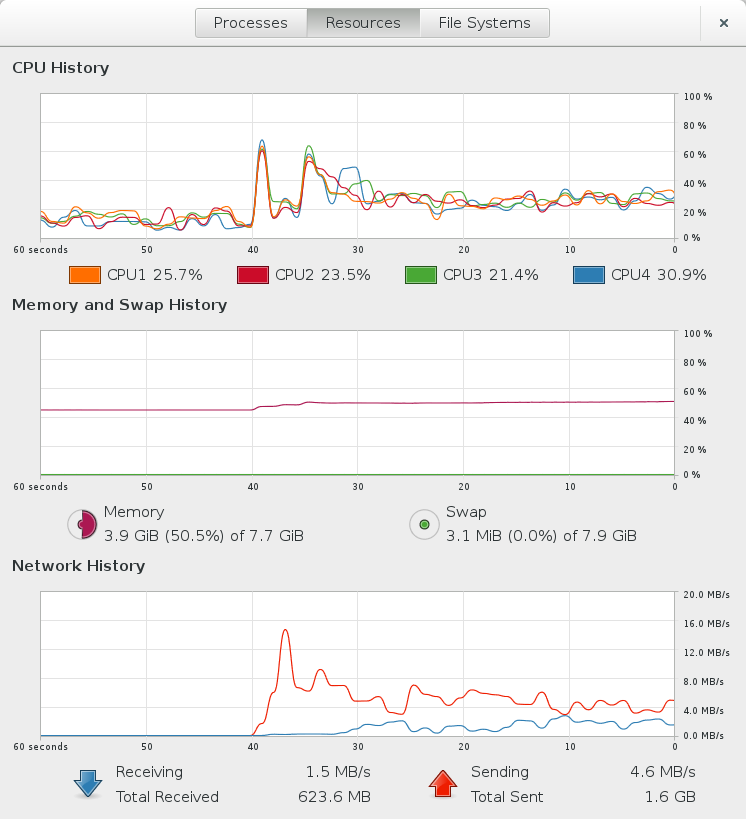 Processes Resources File Systems ×
CPU History
100 %
80 %
60 %
40 %
20 %
0 %
60 seconds 50 40 30 20 10 0
CPU1 25.7% CPU2 23.5% CPU3 21.4% CPU4 30.9%
Memory and Swap History
100 %
80 %
60 %
40 %
20 %
0 %
60 seconds 50 40 30 20 10 0
Memory Swap
3.9 GiB (50.5%) of 7.7 GiB 3.1 MiB (0.0%) of 7.9 GiB
Network History
20.0 MB/s
16.0 MB/s
12.0 MB/s
8.0 MB/s
4.0 MB/s
0.0 MB/s
60 seconds 50 40 30 20 10 0
Receiving 1.5 MB/s Sending 4.6 MB/s
Total Received 623.6 MB Total Sent 1.6 GB